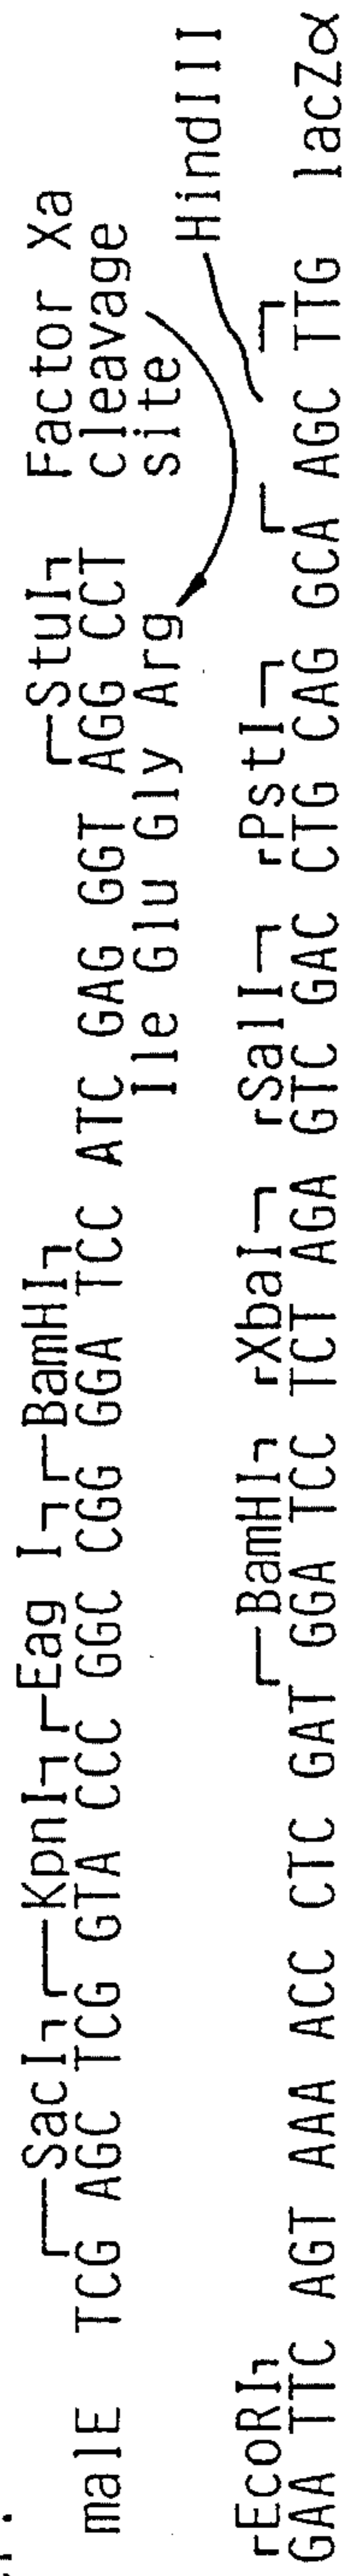 SacI KpnI Eag I BamHI StuI Factor Xa
malE TCG AGC TCG GTA CCC GGC CGG GGA TCC ATC GAG GGT AGG CCT cleavage
Ile Glu Gly Arg site
EcoRI BamHI XbaI SalI PstI HindIII
GAA TTC AGT AAA ACC CTC GAT GGA TCC TCT AGA GTC GAC CTG CAG GCA AGC TTG lacZα